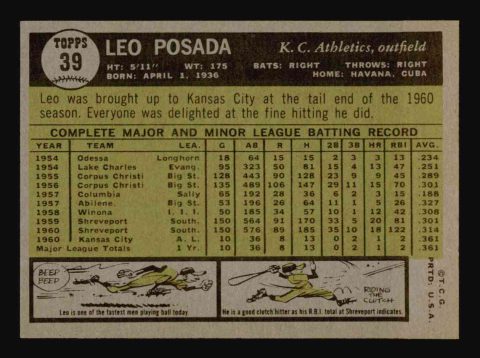 TOPPS
39
LEO POSADA
K. C. Athletics, outfield
HT: 5'11" WT: 175 BATS: RIGHT THROWS: RIGHT
BORN: APRIL 1, 1936 HOME: HAVANA, CUBA
Leo was brought up to Kansas City at the tail end of the 1960
season. Everyone was delighted at the fine hitting he did.
COMPLETE MAJOR AND MINOR LEAGUE BATTING RECORD
YEAR TEAM LEA. G AB R H 2B 3B HR RBI AVG.
1954 Odessa Longhorn 18 64 15 15 2 3 3 13 .234
1954 Lake Charles Evang. 95 323 50 81 15 4 13 47 .251
1955 Corpus Christi Big St. 128 443 90 128 23 9 9 45 .289
1956 Corpus Christi Big St. 135 489 106 147 29 11 15 70 .301
1957 Columbia Sally 65 192 28 36 6 2 3 15 .188
1957 Abilene Big St. 53 196 26 64 11 1 5 26 .327
1958 Winona I. I. I. 50 185 34 57 10 1 12 42 .308
1959 Shreveport South. 150 564 91 170 33 5 20 81 .301
1960 Shreveport South. 150 576 89 185 35 10 18 122 .314
1960 Kansas City A. L. 10 36 8 13 0 2 1 2 .361
Major League Totals 1 Yr. 10 36 8 13 0 2 1 2 .361
BEEP
BEEP
Leo is one of the fastest men playing ball today.
RIDING
THE
CLUTCH
He is a good clutch hitter as his R.B.I. total at Shreveport indicates.
© T.C.G.
PRTD. U.S.A.